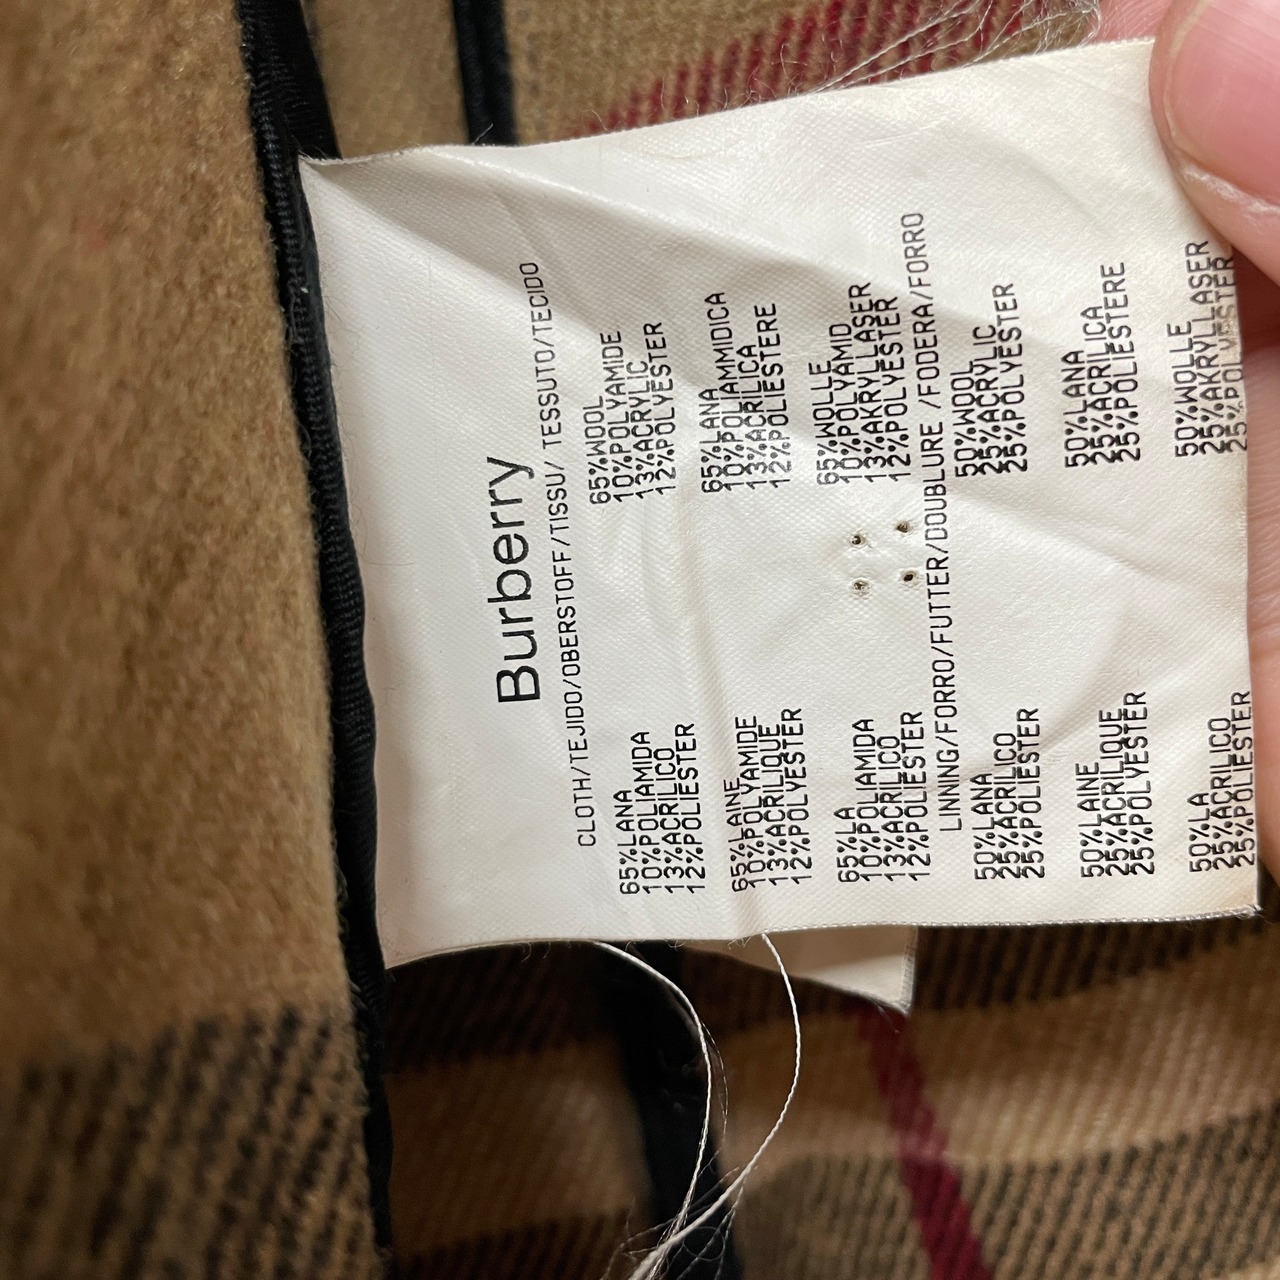 Burberry
CLOTH/TEJIDO/OBERSTOFF/TISSU/ TESSUTO/TECIDO
65%LANA
10%POLIAMIDA
13%ACRILICO
12%POLIESTER
65%WOOL
10%POLYAMIDE
13%ACRYLIC
12%POLYESTER
65%LAINE
10%POLYAMIDE
13%ACRILIQUE
12%POLYESTER
65%LANA
10%POLIAMMIDICA
13%ACRILICA
12%POLIESTERE
65%LA
10%POLIAMIDA
13%ACRILICO
12%POLIESTER
65%WOLLE
10%POLYAMID
13%AKRYLLASER
12%POLYESTER
LINNING/FORRO/FUTTER/DOUBLURE /FODERA/FORRO
50%LANA
25%ACRILICO
25%POLIESTER
50%WOOL
25%ACRYLIC
25%POLYESTER
50%LAINE
25%ACRILIQUE
25%POLYESTER
50%LANA
25%ACRILICA
25%POLIESTERE
50%LA
25%ACRILICO
25%POLIESTER
50%WOLLE
25%AKRYLLASER
25%POLYESTER